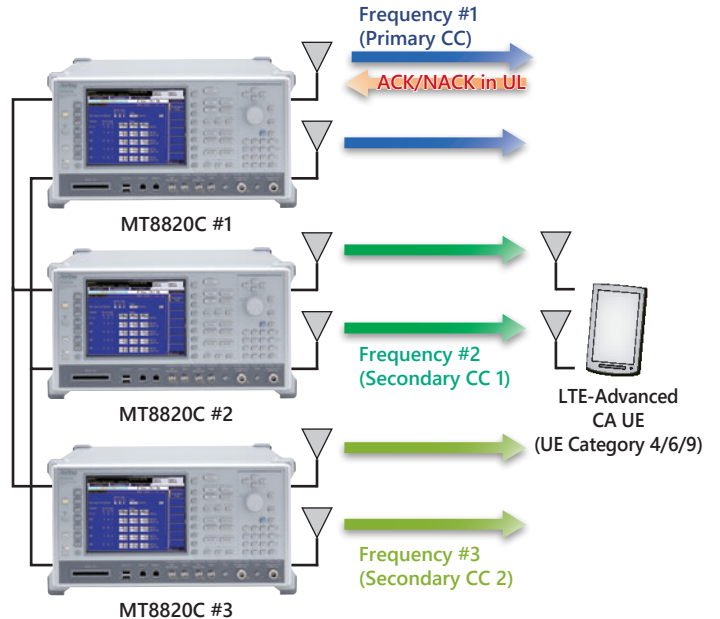 Frequency #1
(Primary CC)
ACK/NACK in UL
MT8820C #1
Frequency #2
(Secondary CC 1)
MT8820C #2
LTE-Advanced
CA UE
(UE Category 4/6/9)
Frequency #3
(Secondary CC 2)
MT8820C #3